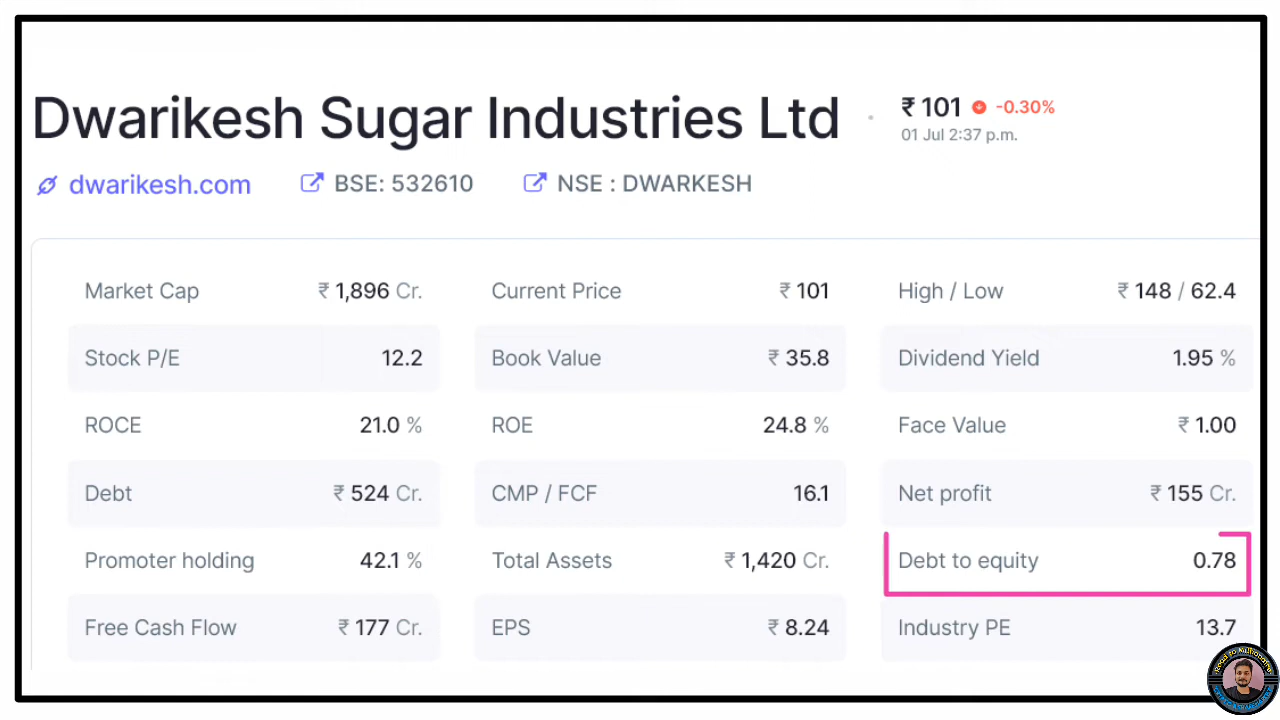 Dwarikesh Sugar Industries Ltd
₹ 101 -0.30%
01 Jul 2:37 p.m.
dwarikesh.com BSE: 532610 NSE : DWARKESH
Market Cap ₹ 1,896 Cr. Current Price ₹ 101 High / Low ₹ 148 / 62.4
Stock P/E 12.2 Book Value ₹ 35.8 Dividend Yield 1.95 %
ROCE 21.0 % ROE 24.8 % Face Value ₹ 1.00
Debt ₹ 524 Cr. CMP / FCF 16.1 Net profit ₹ 155 Cr.
Promoter holding 42.1 % Total Assets ₹ 1,420 Cr. Debt to equity 0.78
Free Cash Flow ₹ 177 Cr. EPS ₹ 8.24 Industry PE 13.7